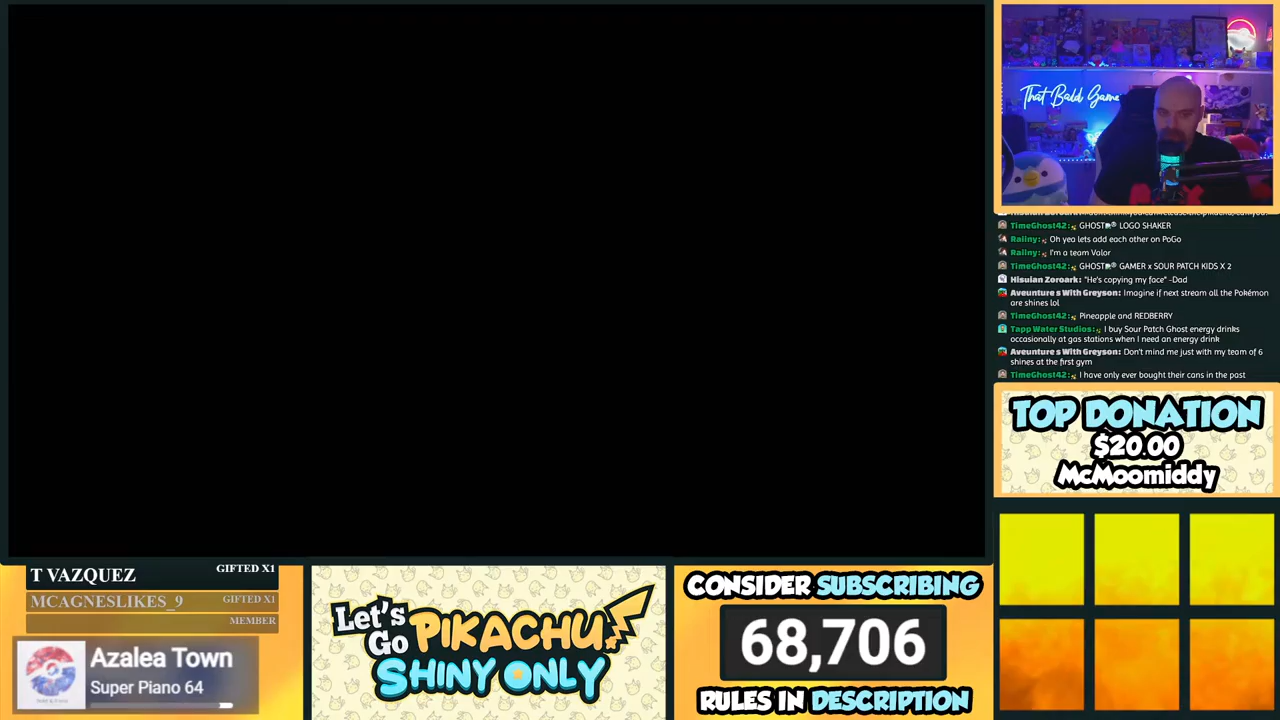 That Bald Game
TimeGhost42: GHOST® LOGO SHAKER
Railny: Oh yea lets add each other on PoGo
Railny: I'm a team Valor
TimeGhost42: GHOST® GAMER x SOUR PATCH KIDS X 2
Hisuian Zoroark: "He's copying my face" -Dad
Aveunture s With Greyson: Imagine if next stream all the Pokémon
are shines lol
TimeGhost42: Pineapple and REDBERRY
Tapp Water Studios: I buy Sour Patch Ghost energy drinks
occasionally at gas stations when I need an energy drink
Aveunture s With Greyson: Don't mind me just with my team of 6
shines at the first gym
TimeGhost42: I have only ever bought their cans in the past
TOP DONATION
$20.00
McMoomiddy
T VAZQUEZ GIFTED X1
MCAGNESLIKES_9 GIFTED X1
MEMBER
Azalea Town
Super Piano 64
Let's
Go PIKACHU!
SHINY ONLY
CONSIDER SUBSCRIBING
68,706
RULES IN DESCRIPTION